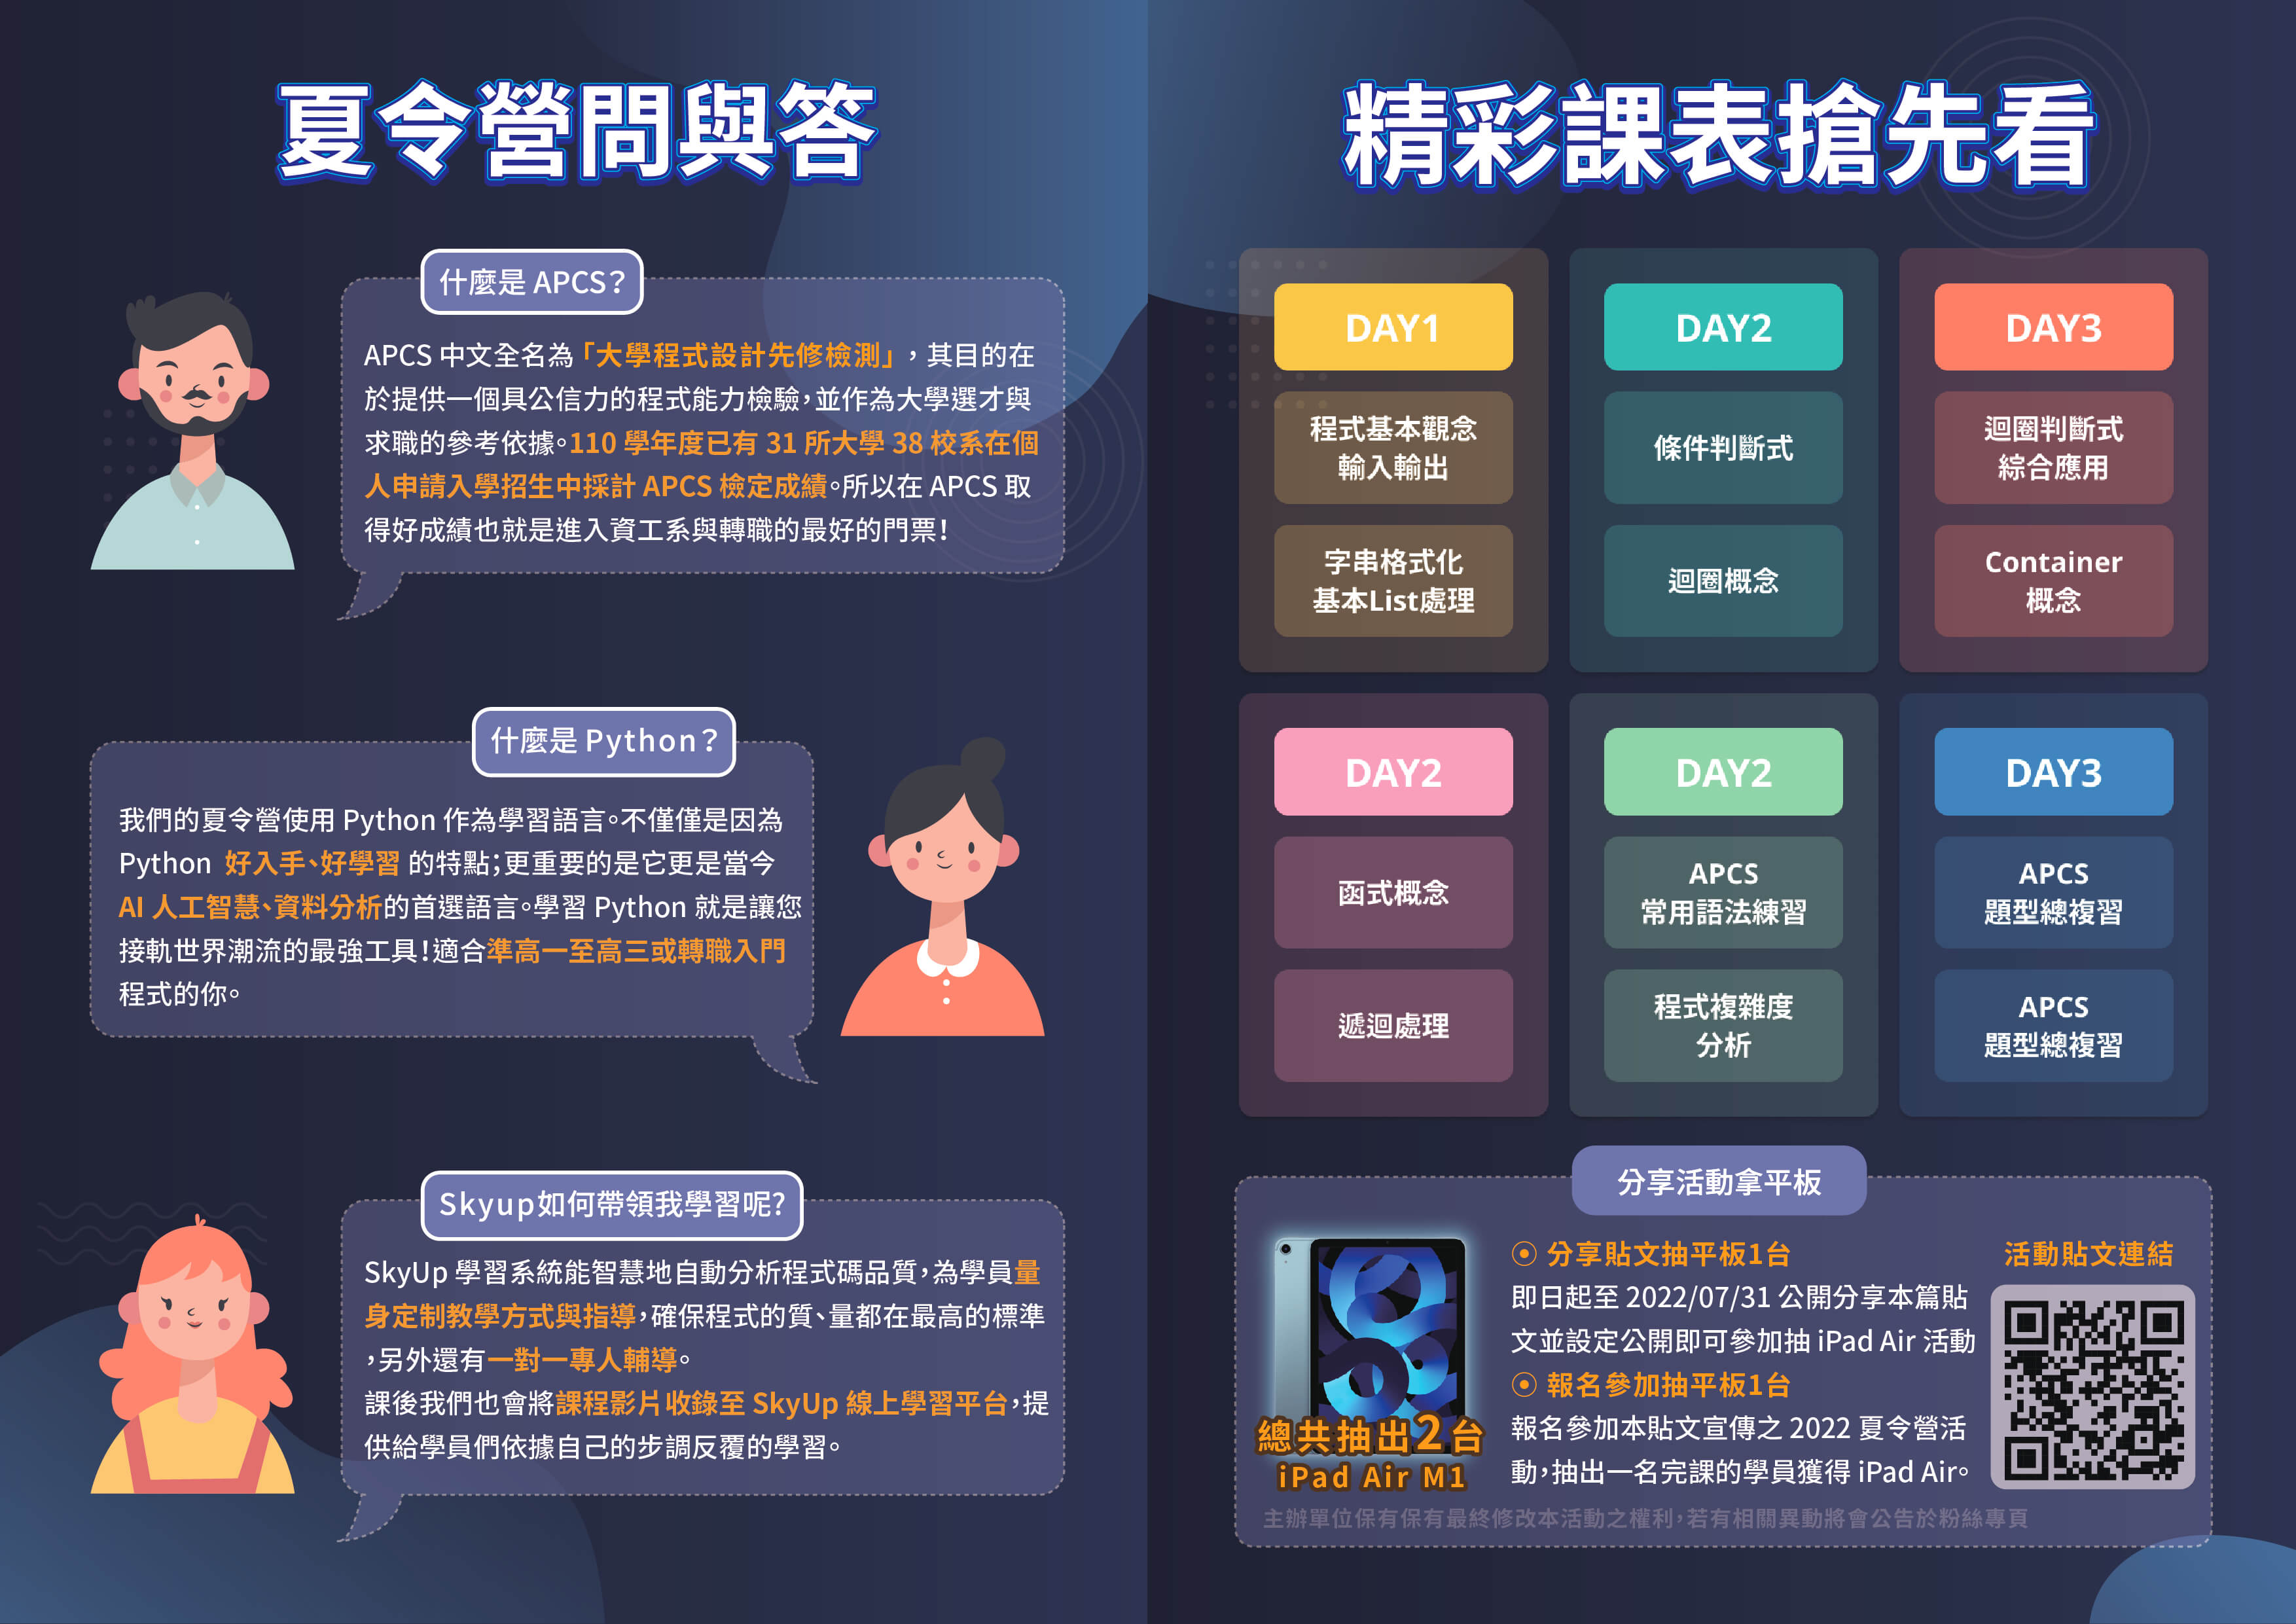 夏令營問與答
什麼是 APCS？
APCS 中文全名為「大學程式設計先修檢測」，其目的在
於提供一個具公信力的程式能力檢驗，並作為大學選才與
求職的參考依據。110 學年度已有 31 所大學 38 校系在個
人申請入學招生中採計 APCS 檢定成績。所以在 APCS 取
得好成績也就是進入資工系與轉職的最好的門票！
什麼是 Python？
我們的夏令營使用 Python 作為學習語言。不僅僅是因為
Python 好入手、好學習 的特點；更重要的是它更是當今
AI 人工智慧、資料分析的首選語言。學習 Python 就是讓您
接軌世界潮流的最強工具！適合準高一至高三或轉職入門
程式的你。
Skyup如何帶領我學習呢?
SkyUp 學習系統能智慧地自動分析程式碼品質，為學員量
身定制教學方式與指導，確保程式的質、量都在最高的標準
，另外還有一對一專人輔導。
課後我們也會將課程影片收錄至 SkyUp 線上學習平台，提
供給學員們依據自己的步調反覆的學習。
精彩課表搶先看
DAY1
程式基本觀念
輸入輸出
字串格式化
基本List處理
DAY2
條件判斷式
迴圈概念
DAY3
迴圈判斷式
綜合應用
Container
概念
DAY2
函式概念
遞迴處理
DAY2
APCS
常用語法練習
程式複雜度
分析
DAY3
APCS
題型總複習
APCS
題型總複習
分享活動拿平板
總共抽出2台
iPad Air M1
⦿ 分享貼文抽平板1台
即日起至 2022/07/31 公開分享本篇貼
文並設定公開即可參加抽 iPad Air 活動
⦿ 報名參加抽平板1台
報名參加本貼文宣傳之 2022 夏令營活
動，抽出一名完課的學員獲得 iPad Air。
活動貼文連結
主辦單位保有保有最終修改本活動之權利，若有相關異動將會公告於粉絲專頁